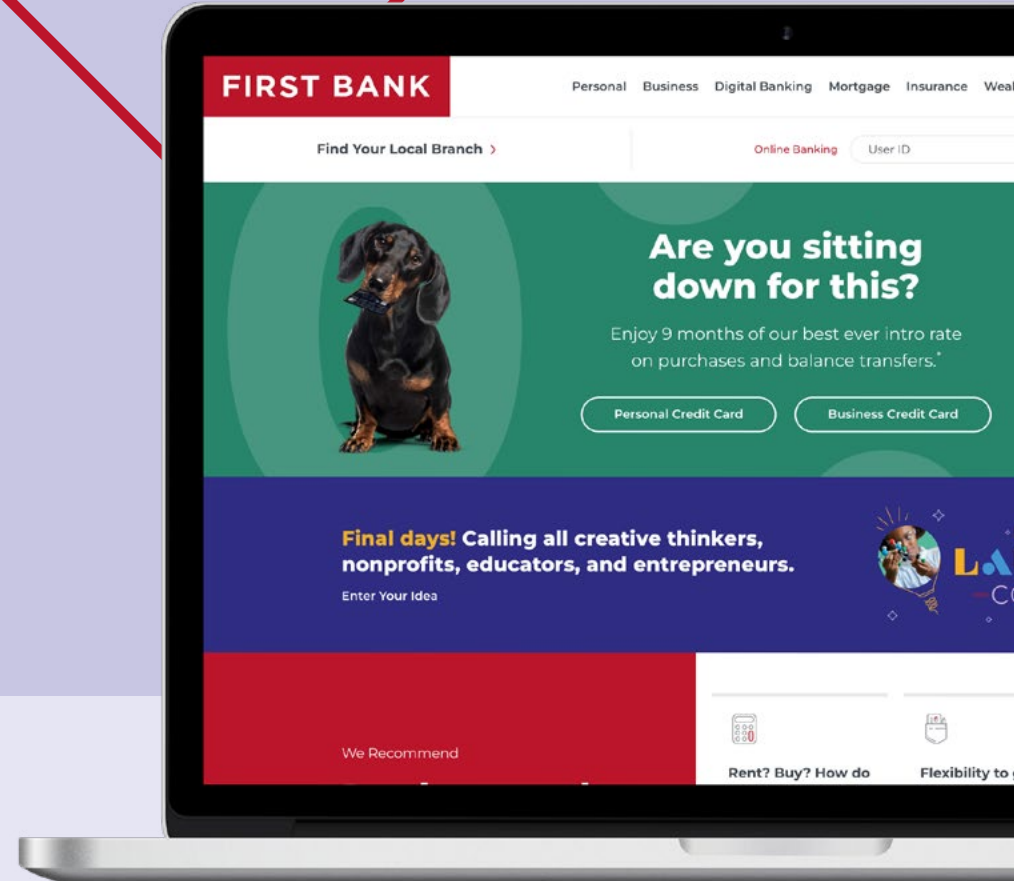 FIRST BANK
Personal Business Digital Banking Mortgage Insurance
Find Your Local Branch >
Online Banking User ID
Are you sitting
down for this?
Enjoy 9 months of our best ever intro rate
on purchases and balance transfers.*
Personal Credit Card Business Credit Card
Final days! Calling all creative thinkers,
nonprofits, educators, and entrepreneurs.
Enter Your Idea
We Recommend
Rent? Buy? How do
Flexibility to